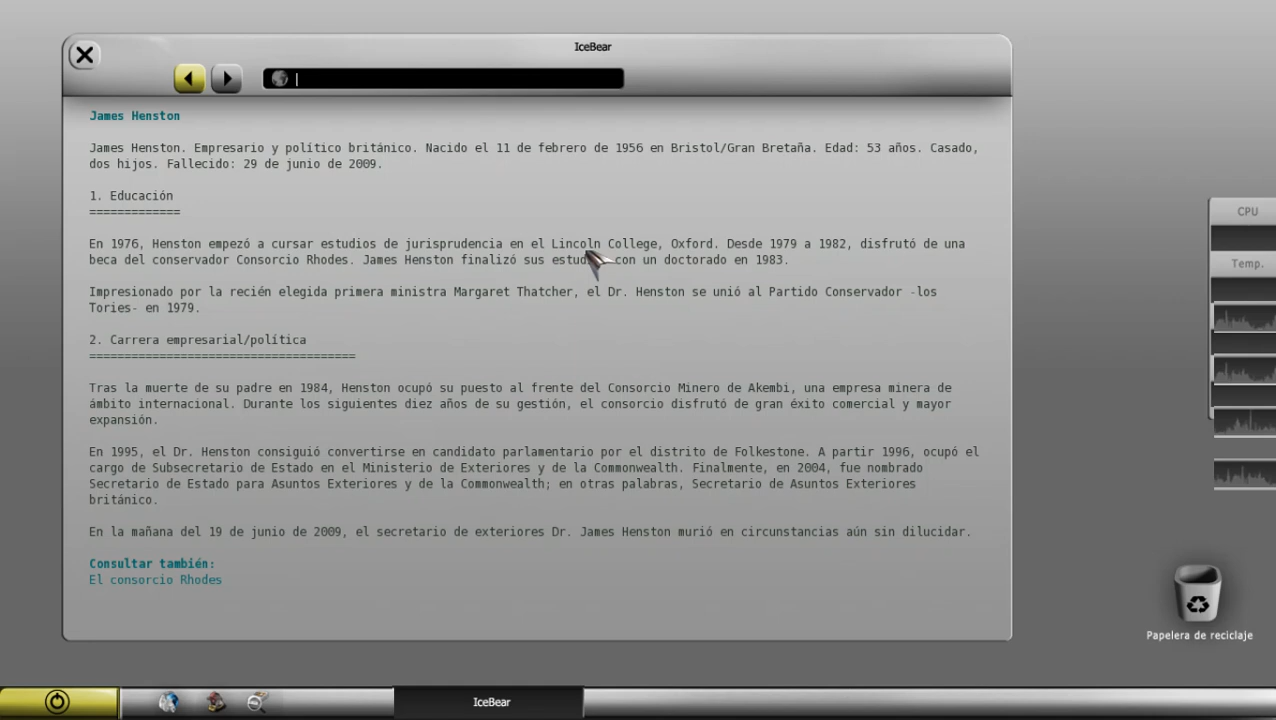 IceBear
James Henston
James Henston. Empresario y político británico. Nacido el 11 de febrero de 1956 en Bristol/Gran Bretaña. Edad: 53 años. Casado,
dos hijos. Fallecido: 29 de junio de 2009.
1. Educación
=============
En 1976, Henston empezó a cursar estudios de jurisprudencia en el Lincoln College, Oxford. Desde 1979 a 1982, disfrutó de una
beca del conservador Consorcio Rhodes. James Henston finalizó sus estud con un doctorado en 1983.
Impresionado por la recién elegida primera ministra Margaret Thatcher, el Dr. Henston se unió al Partido Conservador -los
Tories- en 1979.
2. Carrera empresarial/política
======================================
Tras la muerte de su padre en 1984, Henston ocupó su puesto al frente del Consorcio Minero de Akembi, una empresa minera de
ámbito internacional. Durante los siguientes diez años de su gestión, el consorcio disfrutó de gran éxito comercial y mayor
expansión.
En 1995, el Dr. Henston consiguió convertirse en candidato parlamentario por el distrito de Folkestone. A partir 1996, ocupó el
cargo de Subsecretario de Estado en el Ministerio de Exteriores y de la Commonwealth. Finalmente, en 2004, fue nombrado
Secretario de Estado para Asuntos Exteriores y de la Commonwealth; en otras palabras, Secretario de Asuntos Exteriores
británico.
En la mañana del 19 de junio de 2009, el secretario de exteriores Dr. James Henston murió en circunstancias aún sin dilucidar.
Consultar también:
El consorcio Rhodes
CPU
Temp.
Papelera de reciclaje
IceBear